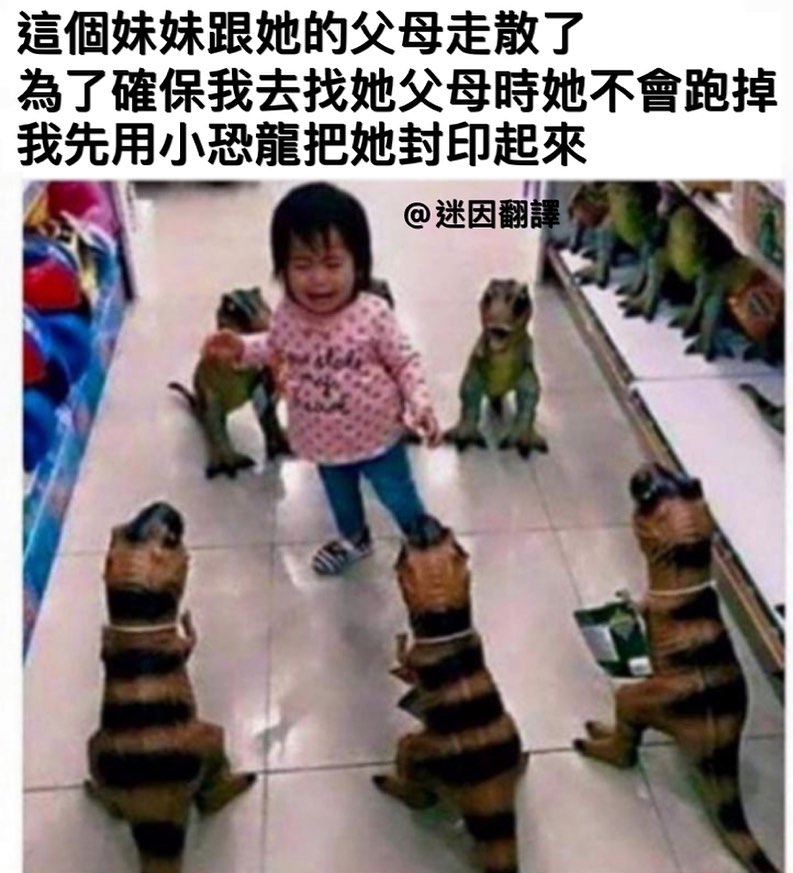 這個妹妹跟她的父母走散了
為了確保我去找她父母時她不會跑掉
我先用小恐龍把她封印起來
@迷因翻譯